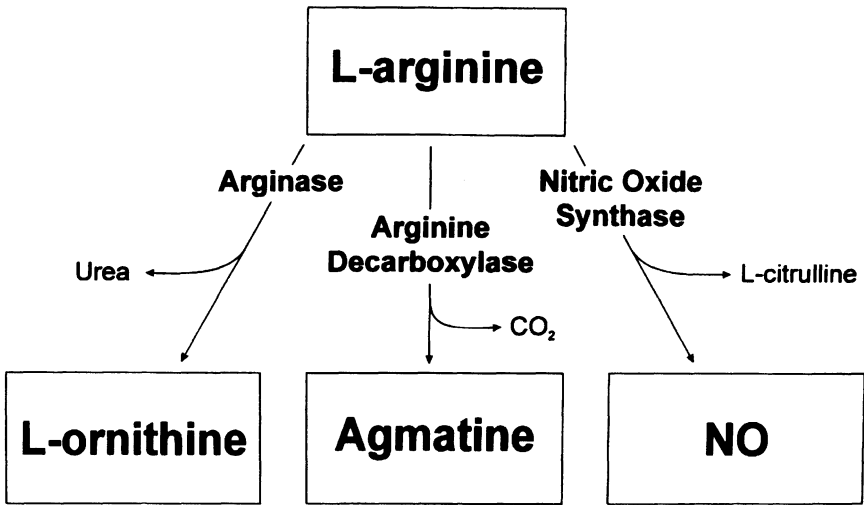 L-arginine
Arginase
Nitric Oxide
Synthase
Arginine
Decarboxylase
Urea
L-citrulline
CO₂
L-ornithine
Agmatine
NO